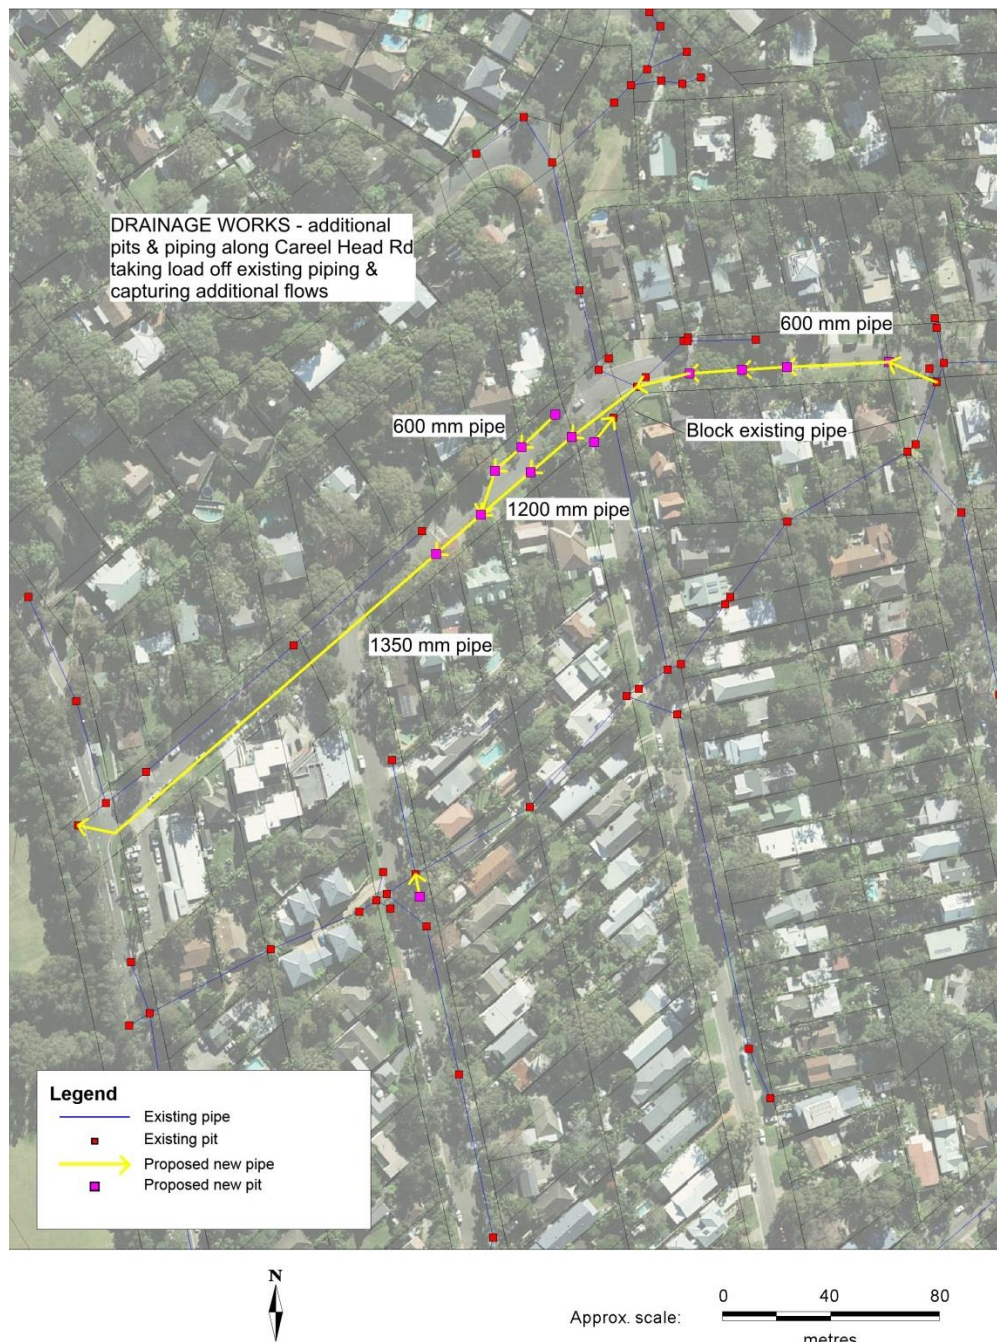 DRAINAGE WORKS - additional
pits & piping along Careel Head Rd
taking load off existing piping &
capturing additional flows
600 mm pipe
600 mm pipe
Block existing pipe
1200 mm pipe
1350 mm pipe
Legend
Existing pipe
Existing pit
Proposed new pipe
Proposed new pit
N
Approx. scale:
0 40 80
metres